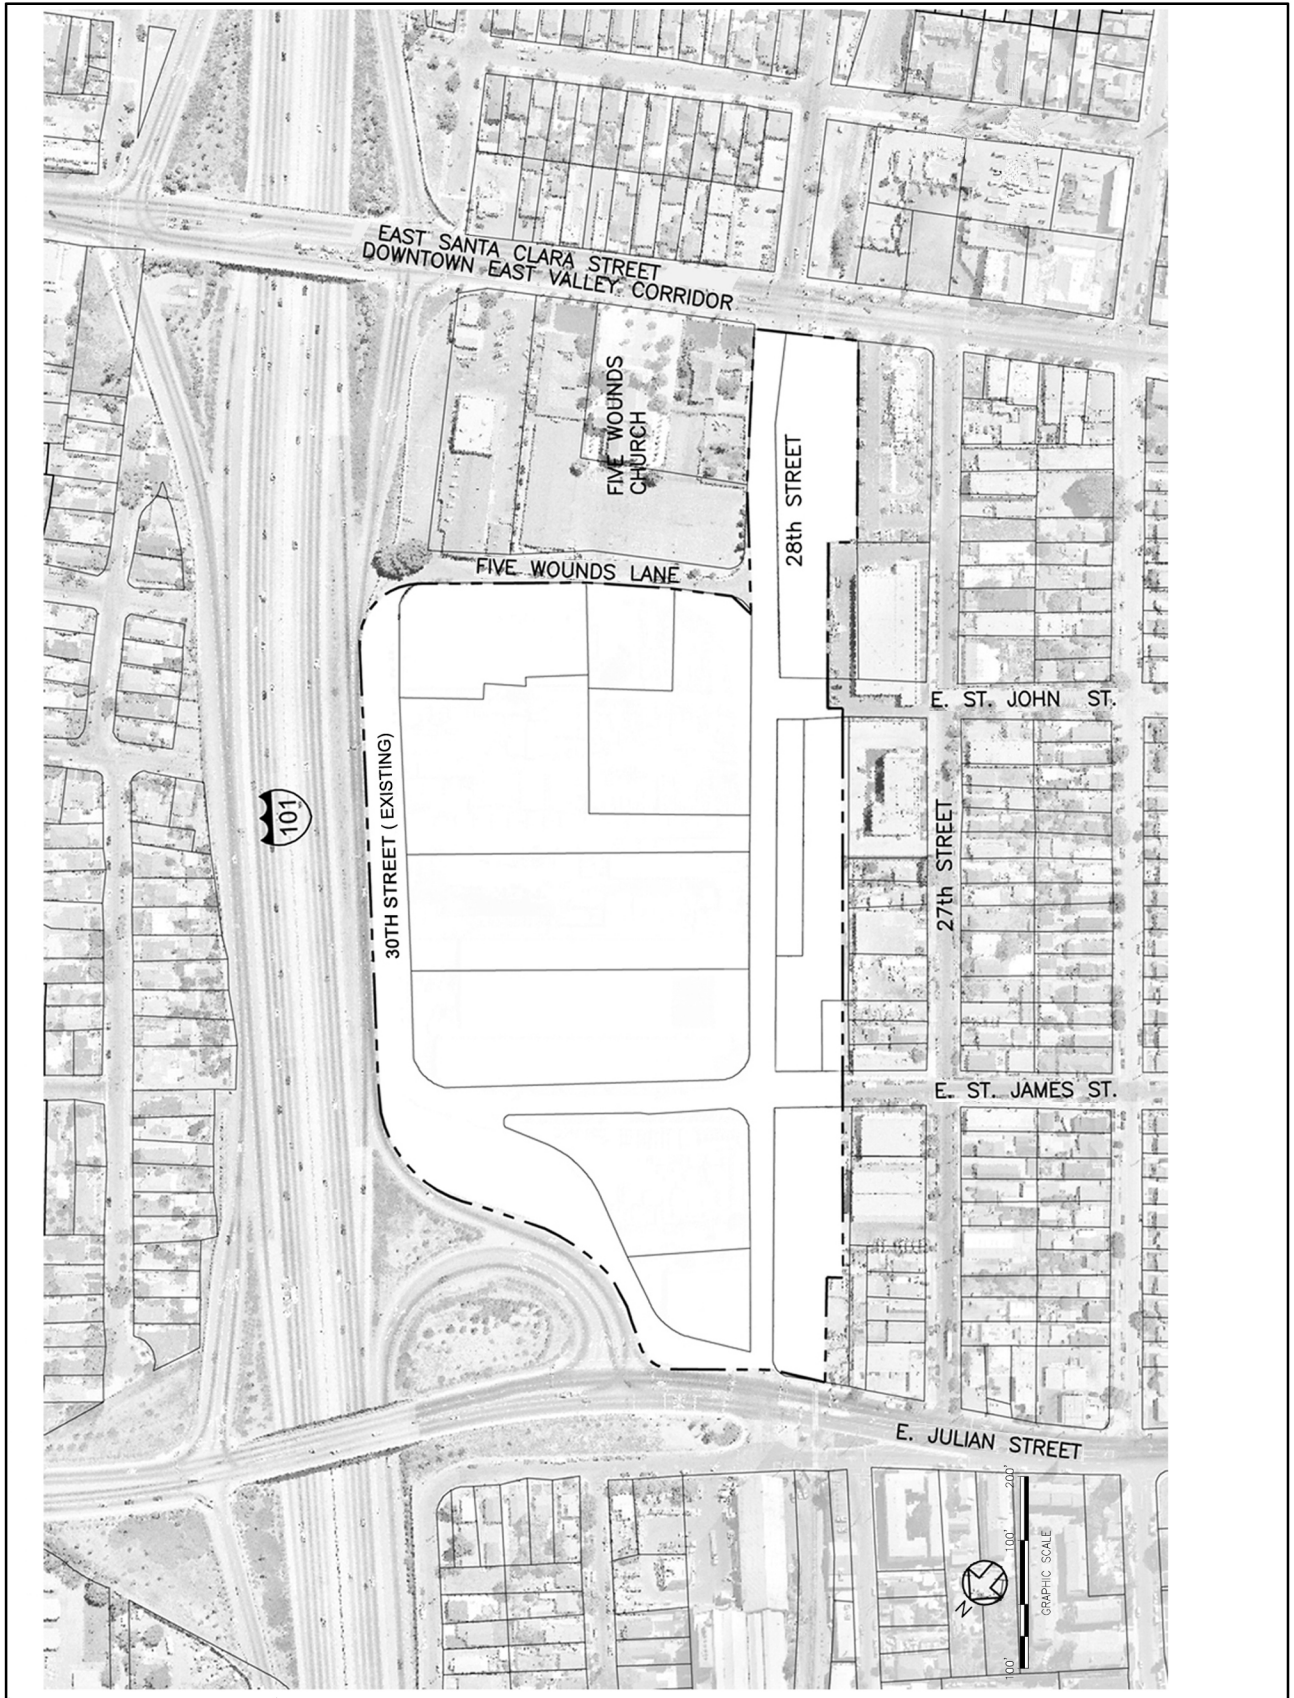 EAST SANTA CLARA STREET
DOWNTOWN EAST VALLEY CORRIDOR
FIVE WOUNDS
CHURCH
28th STREET
FIVE WOUNDS LANE
E. ST. JOHN ST.
30TH STREET ( EXISTING)
101
27th STREET
E. ST. JAMES ST.
E. JULIAN STREET
N
100' 100' 200'
GRAPHIC SCALE